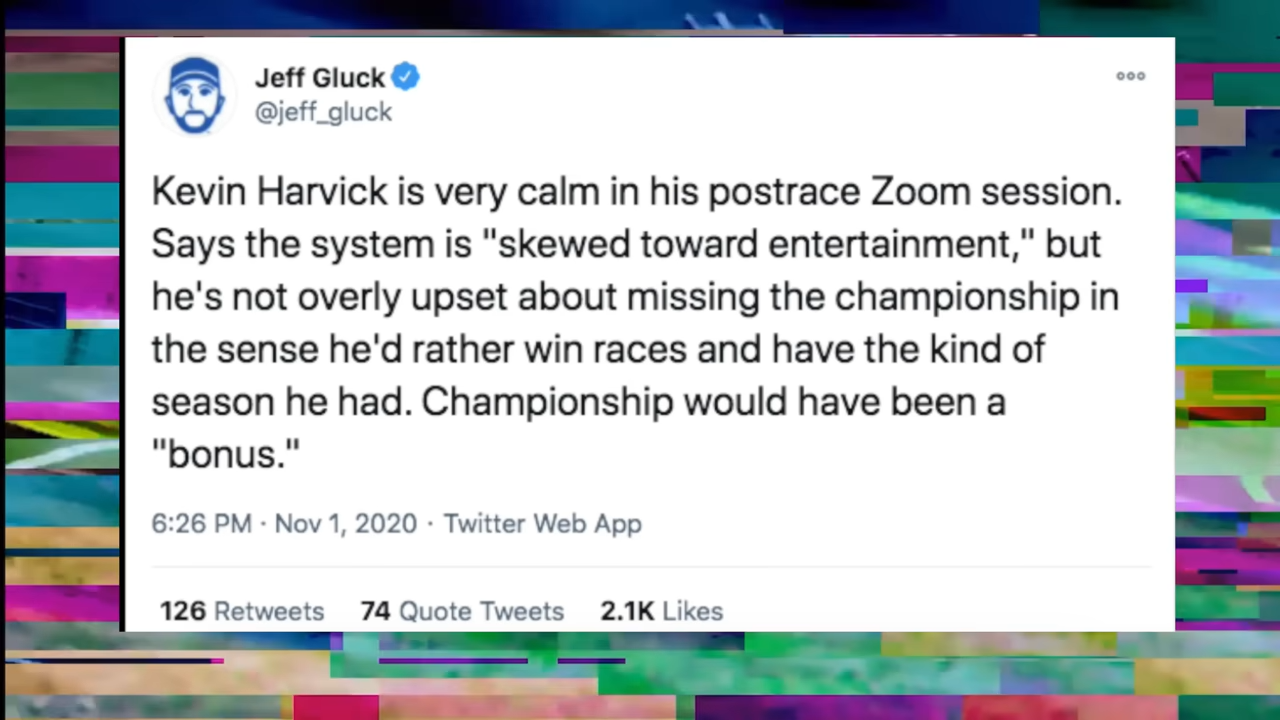 Jeff Gluck
@jeff_gluck
Kevin Harvick is very calm in his postrace Zoom session.
Says the system is "skewed toward entertainment," but
he's not overly upset about missing the championship in
the sense he'd rather win races and have the kind of
season he had. Championship would have been a
"bonus."
6:26 PM · Nov 1, 2020 · Twitter Web App
126 Retweets 74 Quote Tweets 2.1K Likes